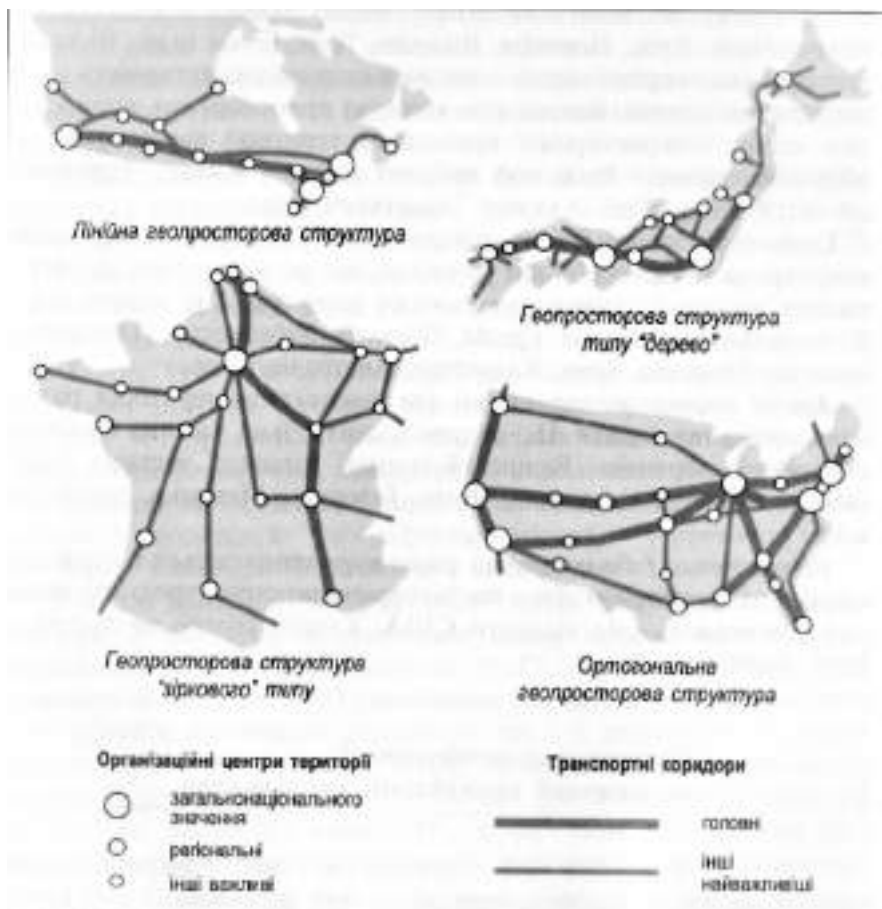 Лінійна геопросторова структура
Геопросторова структура
типу "дерево"
Геопросторова структура
"зіркового" типу
Ортогональна
геопросторова структура
Організаційні центри території
загальнонаціонального
значення
регіональні
інші важливі
Транспортні коридори
головні
інші
найважливіші